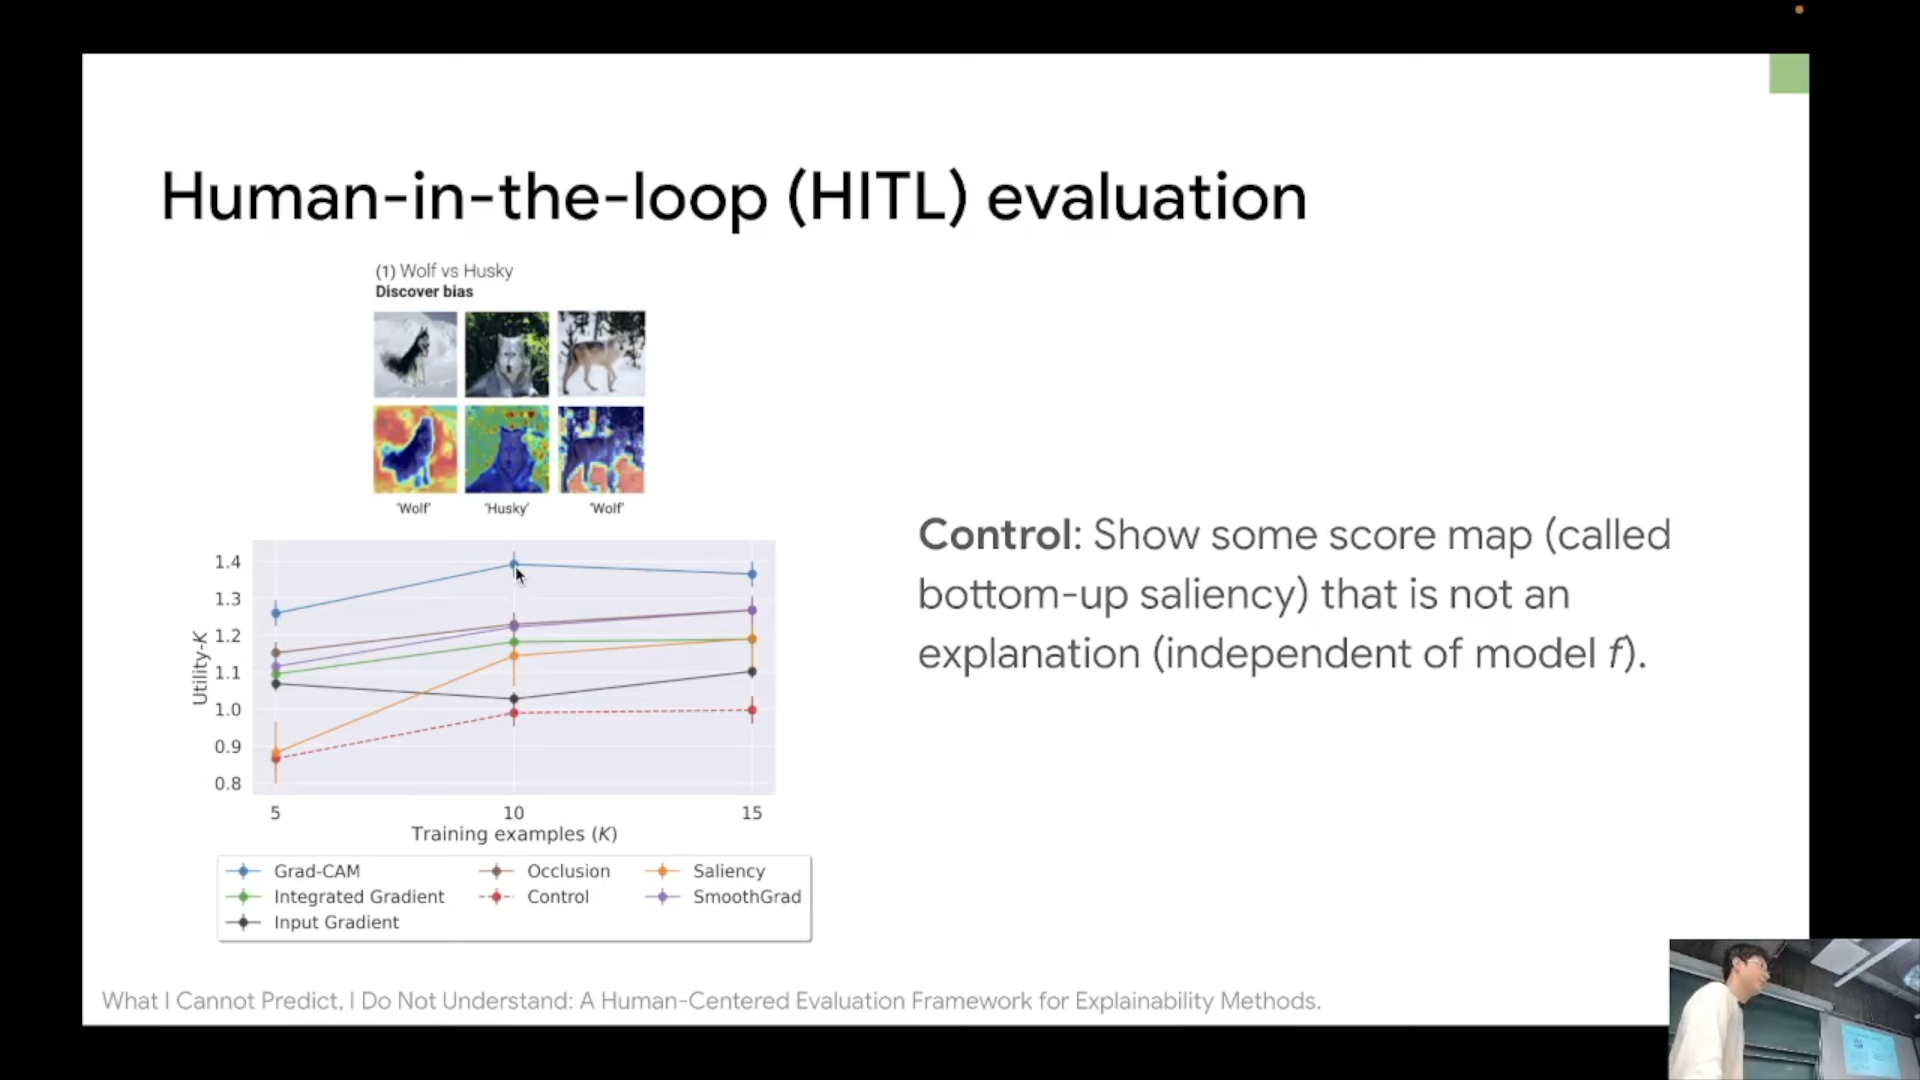 Human-in-the-loop (HITL) evaluation
(1) Wolf vs Husky
Discover bias
'Wolf'
'Husky'
'Wolf'
1.4
1.3
1.2
1.1
1.0
0.9
0.8
Utility-K
5
10
15
Training examples (K)
Grad-CAM
Occlusion
Saliency
Integrated Gradient
Control
SmoothGrad
Input Gradient
Control: Show some score map (called
bottom-up saliency) that is not an
explanation (independent of model f).
What I Cannot Predict, I Do Not Understand: A Human-Centered Evaluation Framework for Explainability Methods.